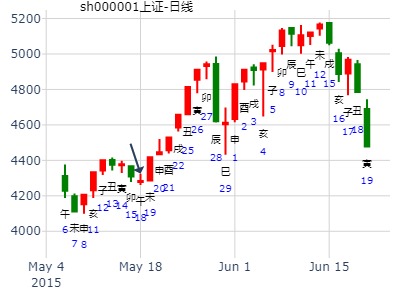 sh000001上证-日线
5200
5000
4800
4600
4400
4200
4000
午
6
未
7
申
8
亥
11
子
12
丑
13
寅
14
卯
15
午
18
未
19
申
20
酉
21
戌
22
丑
25
寅
26
卯
27
辰
28
巳
29
申
1
酉
2
戌
3
亥
4
子
5
卯
8
辰
9
巳
10
午
11
未
12
戌
15
亥
16
子
17
丑
18
寅
19
May 4
2015
May 18
Jun 1
Jun 15